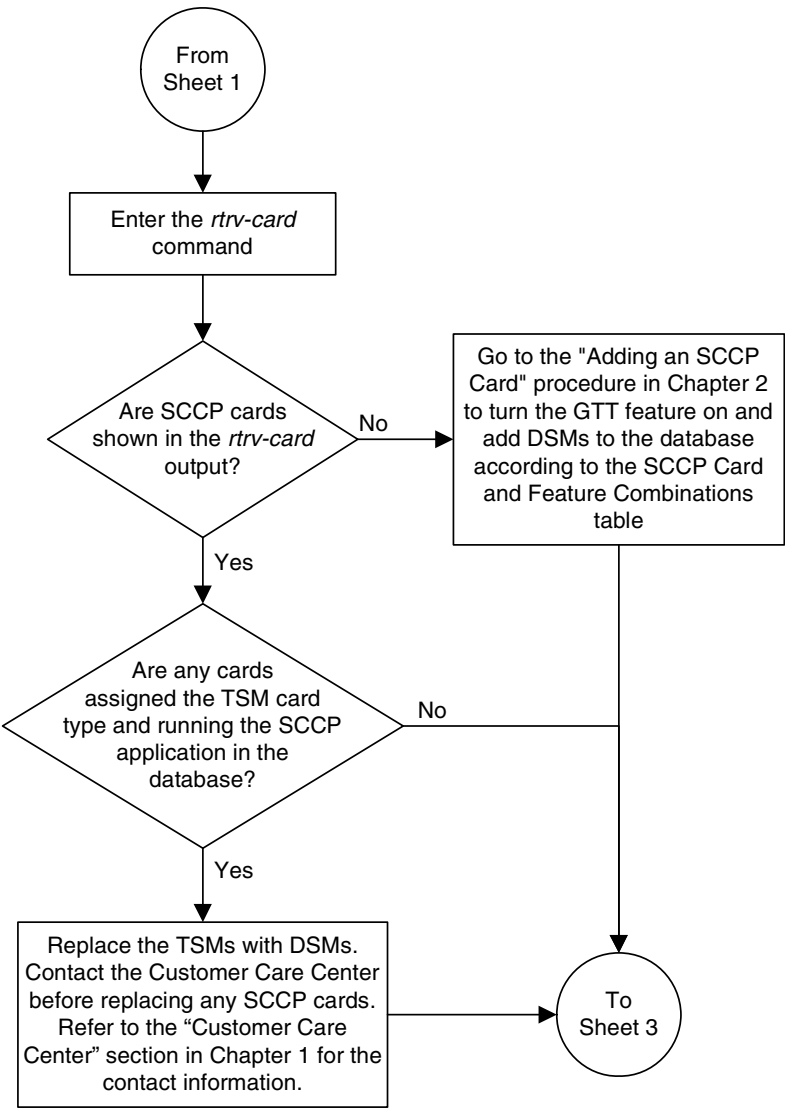 From
Sheet 1
Enter the rtrv-card
command
Are SCCP cards
shown in the rtrv-card
output?
No
Go to the "Adding an SCCP
Card" procedure in Chapter 2
to turn the GTT feature on and
add DSMs to the database
according to the SCCP Card
and Feature Combinations
table
Yes
Are any cards
assigned the TSM card
type and running the SCCP
application in the
database?
No
Yes
Replace the TSMs with DSMs.
Contact the Customer Care Center
before replacing any SCCP cards.
Refer to the “Customer Care
Center” section in Chapter 1 for the
contact information.
To
Sheet 3